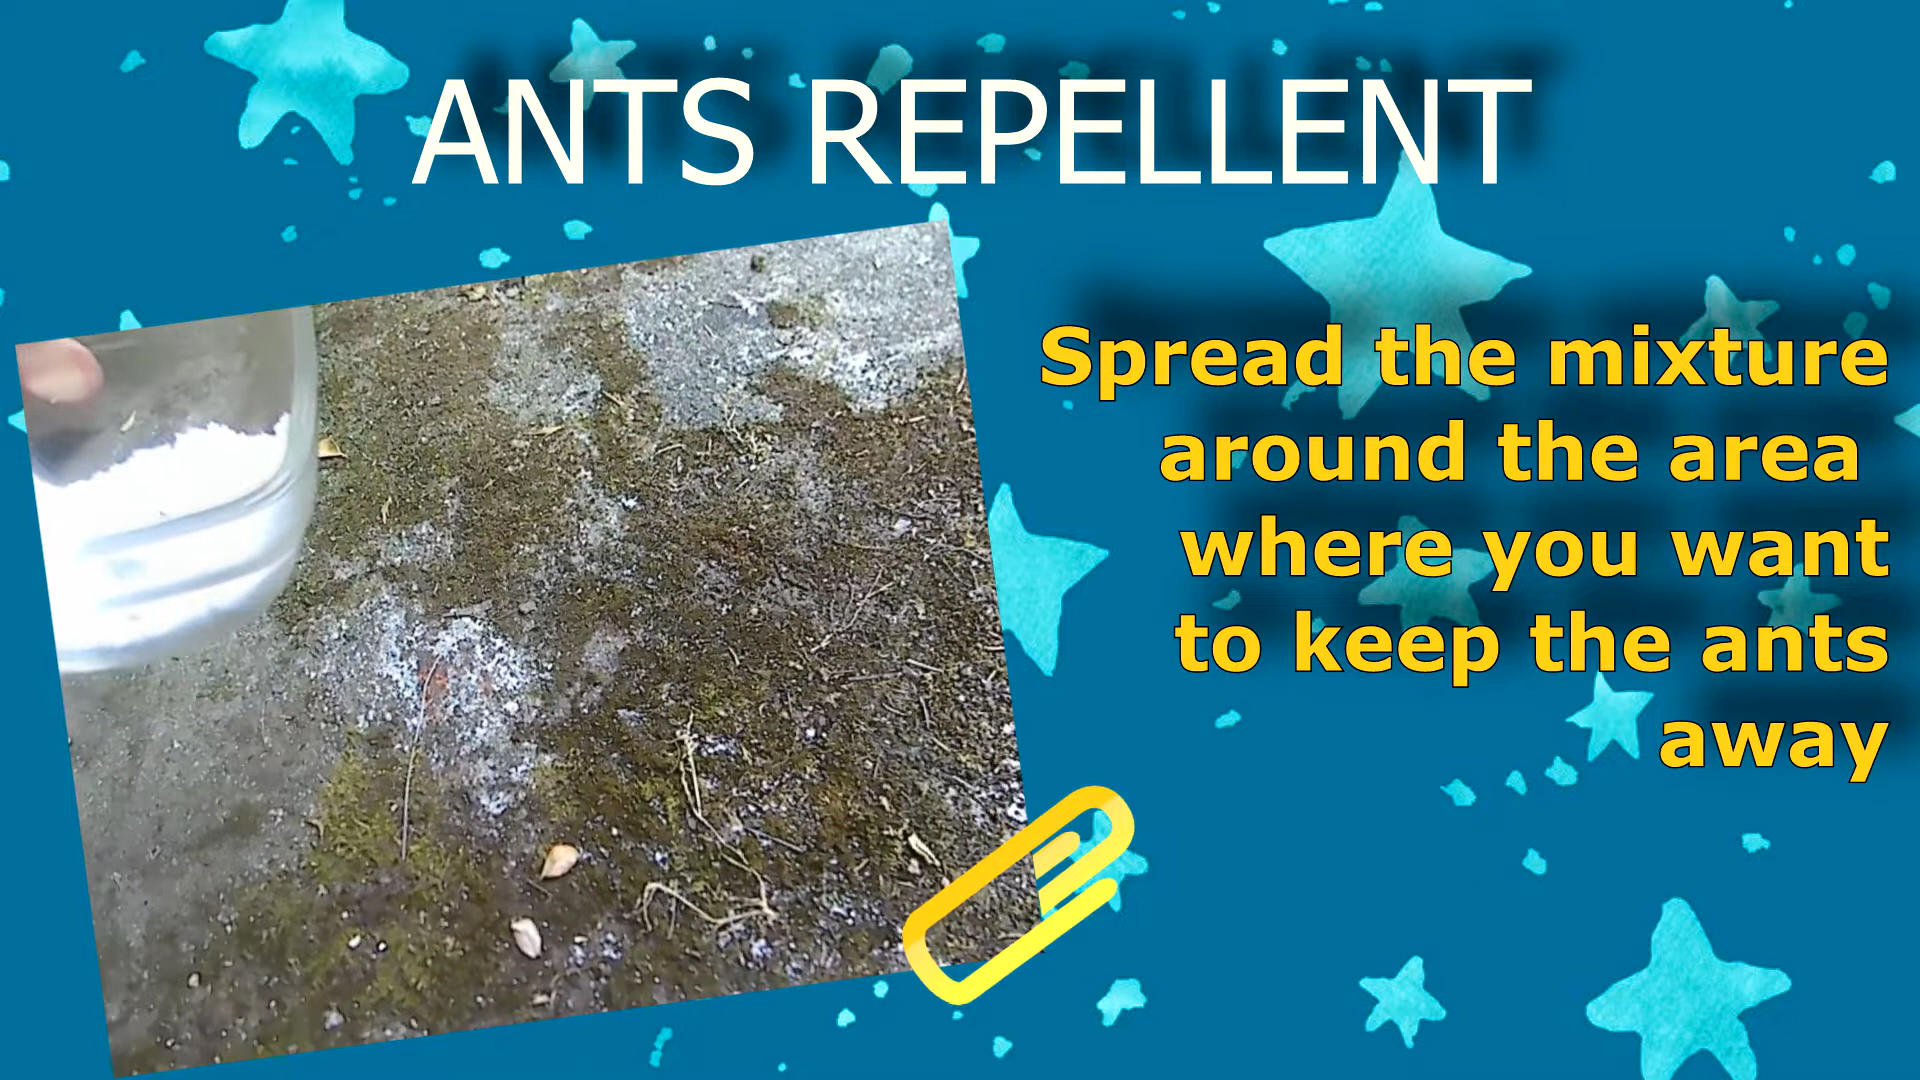 ANTS REPELLENT
Spread the mixture
around the area
where you want
to keep the ants
away